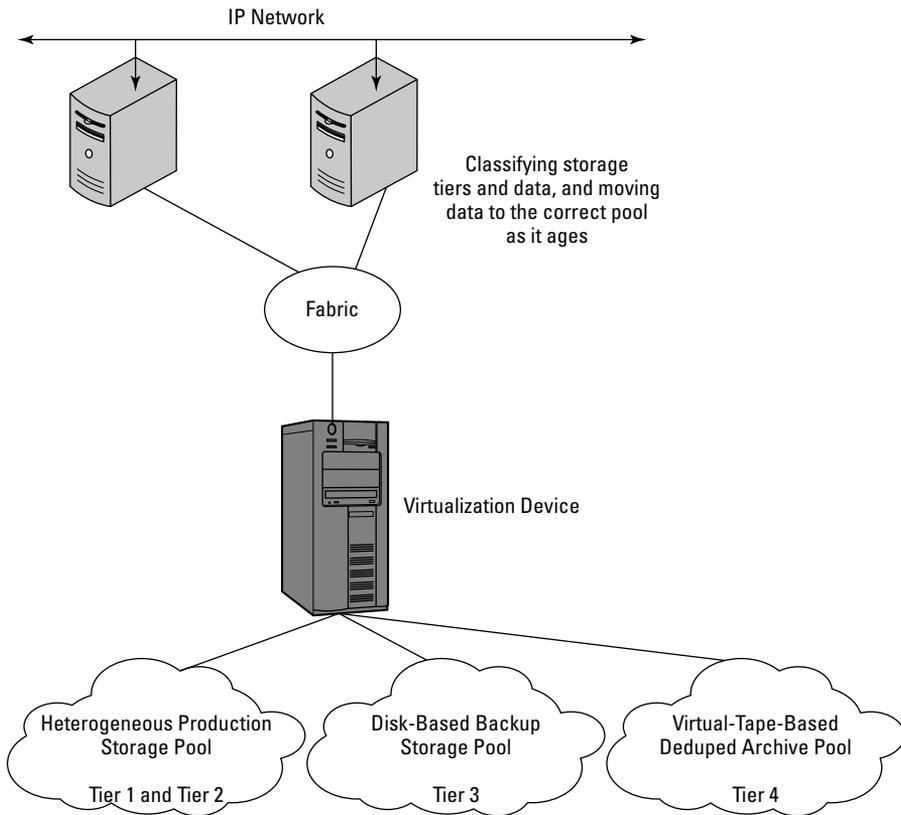 IP Network
Classifying storage
tiers and data, and moving
data to the correct pool
as it ages
Fabric
Virtualization Device
Heterogeneous Production
Storage Pool
Tier 1 and Tier 2
Disk-Based Backup
Storage Pool
Tier 3
Virtual-Tape-Based
Deduped Archive Pool
Tier 4